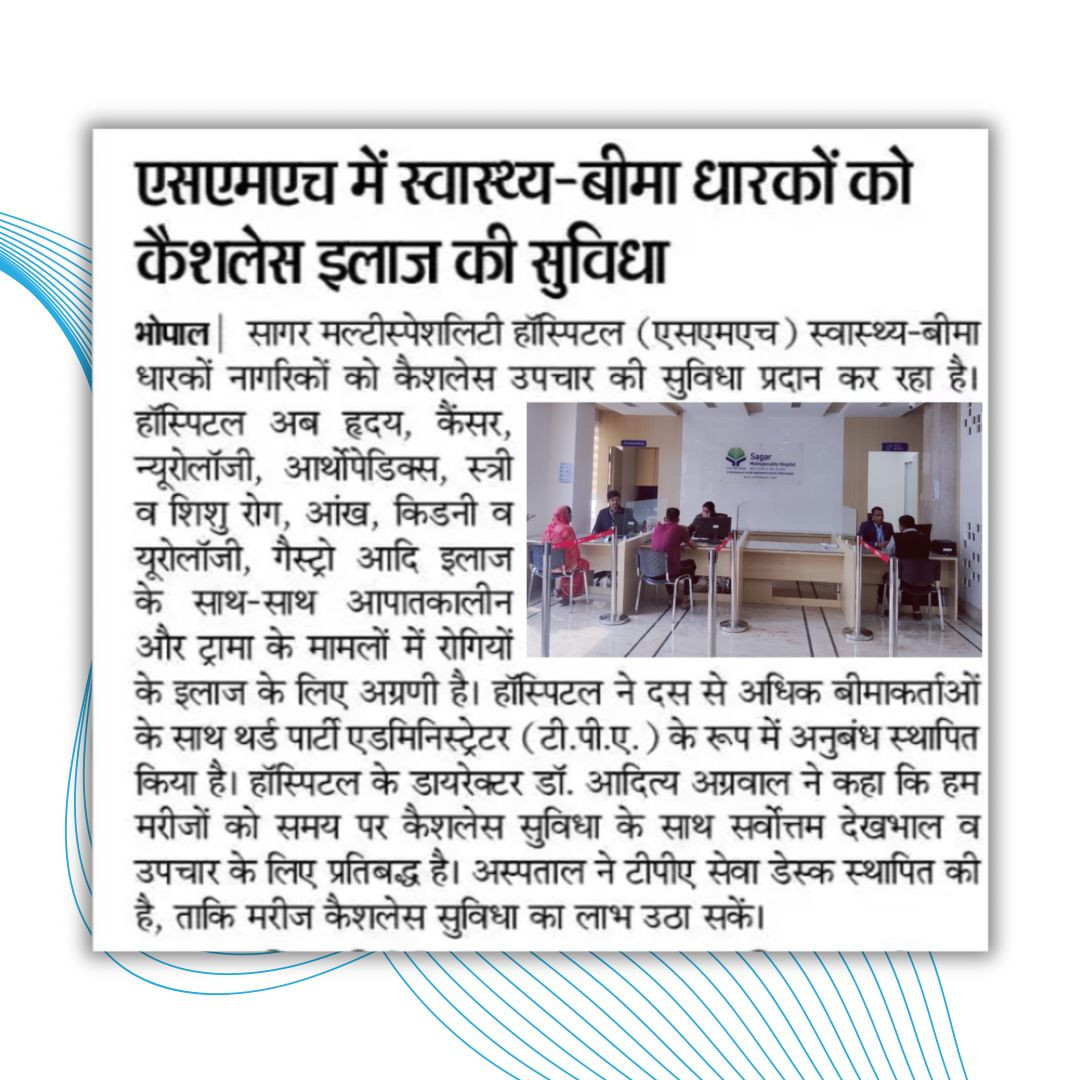 एसएमएच में स्वास्थ्य-बीमा धारकों को
कैशलेस इलाज की सुविधा
भोपाल| सागर मल्टीस्पेशलिटी हॉस्पिटल (एसएमएच) स्वास्थ्य-बीमा
धारकों नागरिकों को कैशलेस उपचार की सुविधा प्रदान कर रहा है।
हॉस्पिटल अब हृदय, कैंसर,
न्यूरोलॉजी, आर्थोपेडिक्स, स्त्री
व शिशु रोग, आंख, किडनी व
यूरोलॉजी, गैस्ट्रो आदि इलाज
के साथ-साथ आपातकालीन
और ट्रामा के मामलों में रोगियों
के इलाज के लिए अग्रणी है। हॉस्पिटल ने दस से अधिक बीमाकर्ताओं
के साथ थर्ड पार्टी एडमिनिस्ट्रेटर (टी.पी.ए.) के रूप में अनुबंध स्थापित
किया है। हॉस्पिटल के डायरेक्टर डॉ. आदित्य अग्रवाल ने कहा कि हम
मरीजों को समय पर कैशलेस सुविधा के साथ सर्वोत्तम देखभाल व
उपचार के लिए प्रतिबद्ध है। अस्पताल ने टीपीए सेवा डेस्क स्थापित की
है, ताकि मरीज कैशलेस सुविधा का लाभ उठा सकें।
Sagar
Multispeciality Hospital